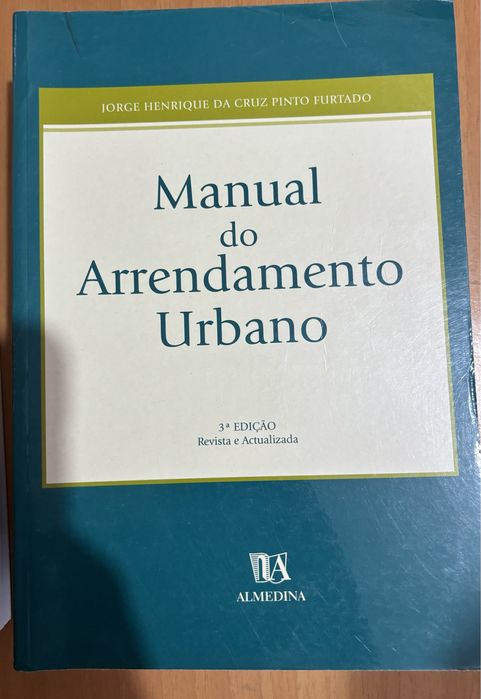 JORGE HENRIQUE DA CRUZ PINTO FURTADO
Manual
do
Arrendamento
Urbano
3ª EDIÇÃO
Revista e Actualizada
ALMEDINA